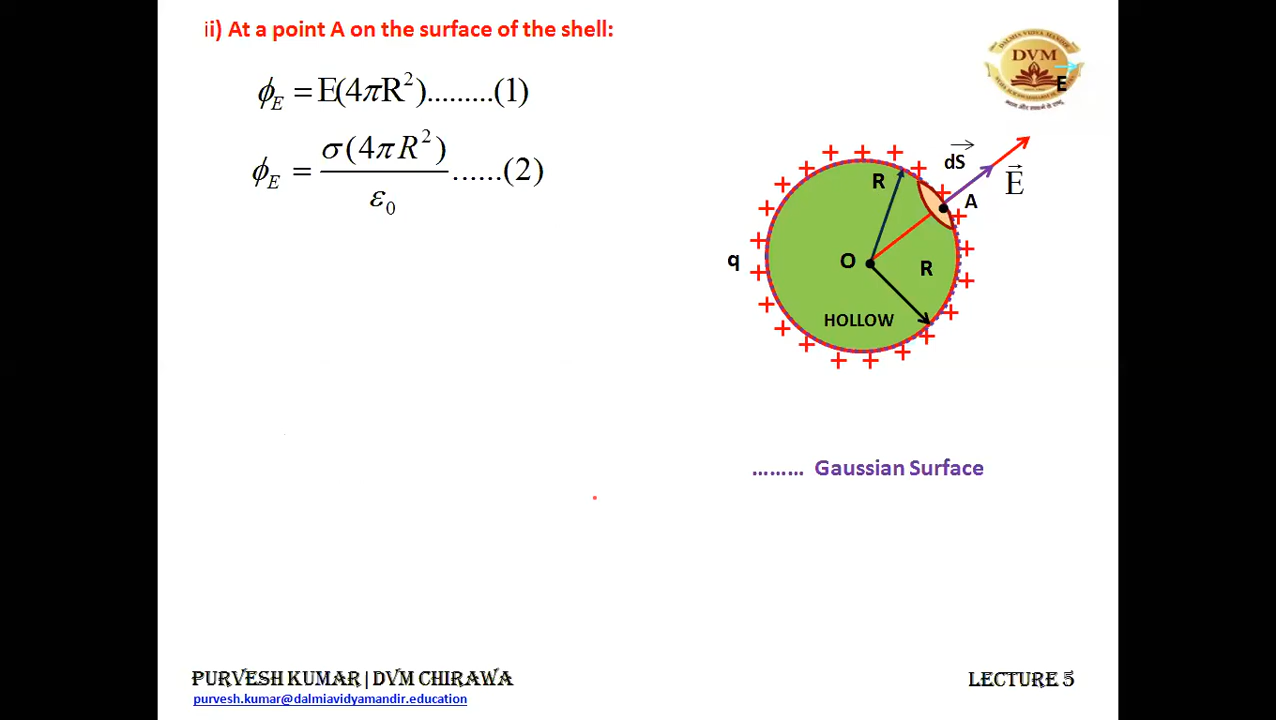 ii) At a point A on the surface of the shell:
ϕ_E = E(4πR²).........(1)
ϕ_E = σ(4πR²)/ε₀ ......(2)
DVM
E
dS
E
R
A
q
O
R
HOLLOW
......... Gaussian Surface
PURVESH KUMAR | DVM CHIRAWA
LECTURE 5
purvesh.kumar@dalmiavidyamandir.education